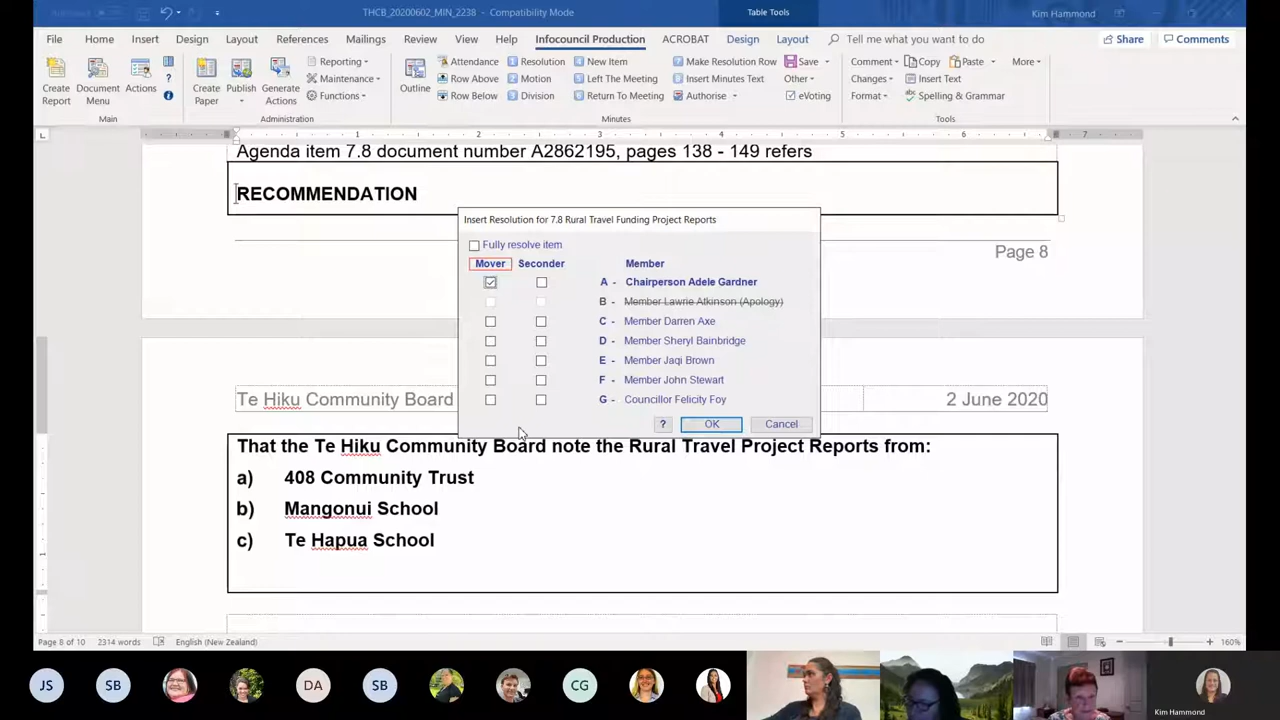 AutoSave
THCB_20200602_MIN_2238 - Compatibility Mode
Table Tools
Kim Hammond
File Home Insert Design Layout References Mailings Review View Help Infocouncil Production ACROBAT Design Layout Tell me what you want to do Share Comments
Create Report
Document Menu
Actions
Reporting
Maintenance
Functions
Main
Create Paper
Publish
Generate Actions
Administration
Outline
Attendance
Row Above
Row Below
Resolution
Motion
Division
New Item
Left The Meeting
Return To Meeting
Make Resolution Row
Insert Minutes Text
Authorise
Save
Other
eVoting
Minutes
Comment
Changes
Format
Copy
Paste
Insert Text
Spelling & Grammar
More
Tools
1 2 3 4 5 6 7
Agenda item 7.8 document number A2862195, pages 138 - 149 refers
RECOMMENDATION
Page 8
Insert Resolution for 7.8 Rural Travel Funding Project Reports
Fully resolve item
Mover Seconder Member
A - Chairperson Adele Gardner
B - Member Lawrie Atkinson (Apology)
C - Member Darren Axe
D - Member Sheryl Bainbridge
E - Member Jaqi Brown
F - Member John Stewart
G - Councillor Felicity Foy
? OK Cancel
Te Hiku Community Board
2 June 2020
That the Te Hiku Community Board note the Rural Travel Project Reports from:
a) 408 Community Trust
b) Mangonui School
c) Te Hapua School
Page 8 of 10 2314 words English (New Zealand) 160%
JS SB DA SB CG
Kim Hammond